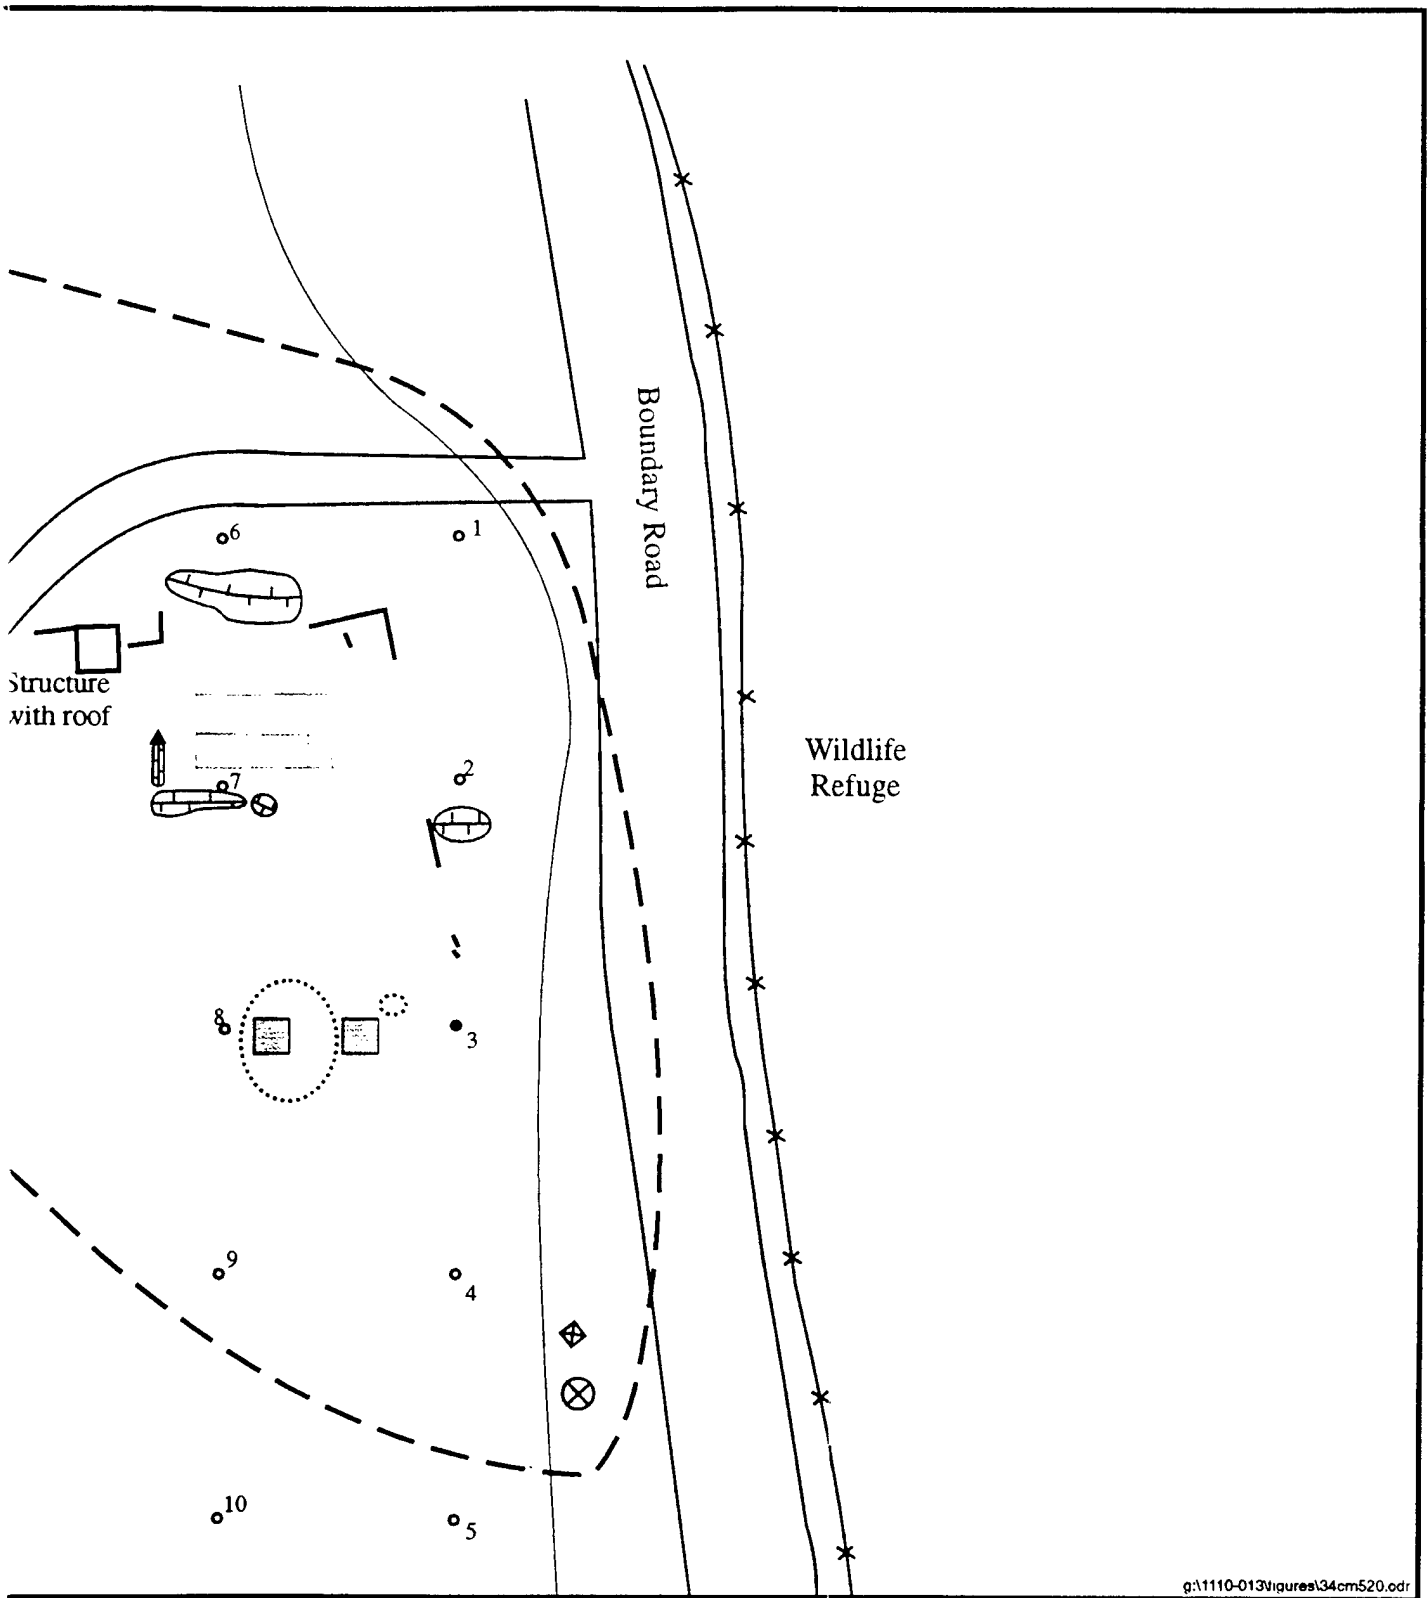 Boundary Road
6
1
Structure
with roof
7
2
Wildlife
Refuge
8
3
9
4
10
5
g:\1110-013\figures\34cm520.odr